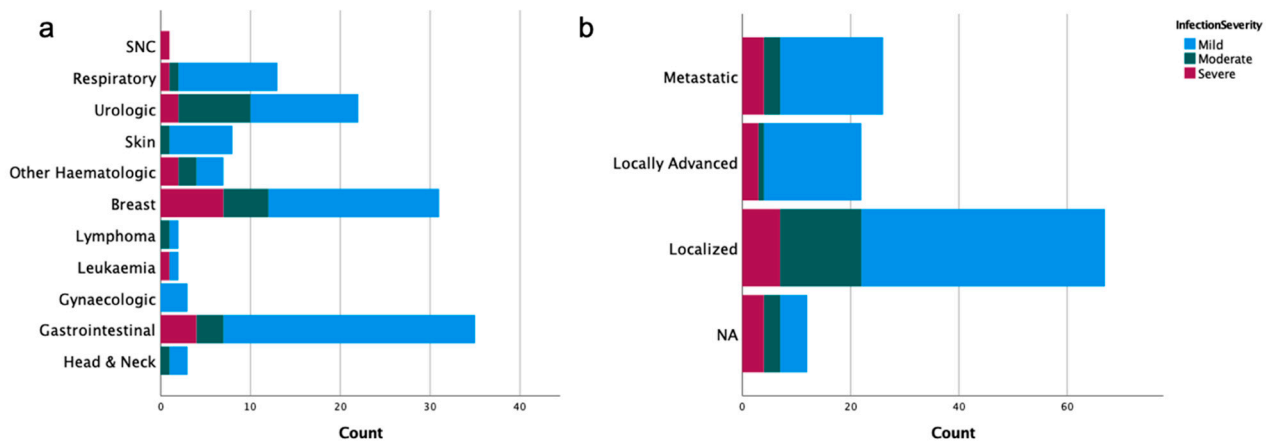 a
SNC
Respiratory
Urologic
Skin
Other Haematologic
Breast
Lymphoma
Leukaemia
Gynaecologic
Gastrointestinal
Head & Neck
0 10 20 30 40
Count
b
Metastatic
Locally Advanced
Localized
NA
0 20 40 60
Count
InfectionSeverity
Mild
Moderate
Severe